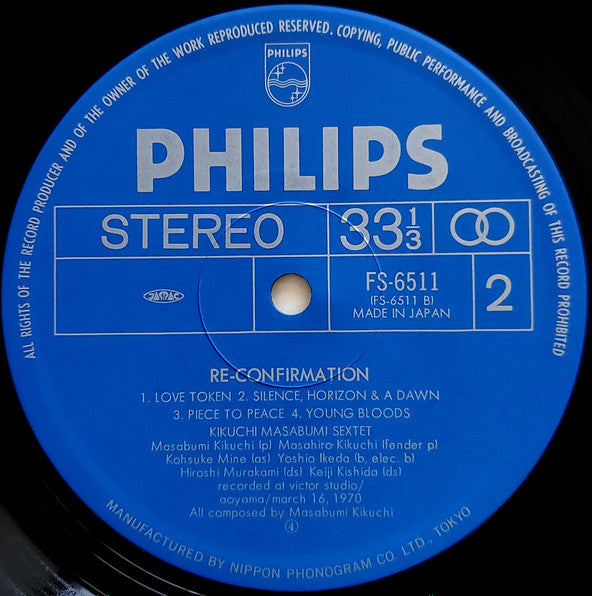 ALL RIGHTS OF THE RECORD PRODUCER AND OF THE OWNER OF THE WORK REPRODUCED RESERVED. COPYING, PUBLIC PERFORMANCE AND BROADCASTING OF THIS RECORD PROHIBITED
PHILIPS
PHILIPS
STEREO 33 1/3
JASRAC FS-6511 2
(FS-6511 B)
MADE IN JAPAN
RE-CONFIRMATION
1. LOVE TOKEN 2. SILENCE, HORIZON & A DAWN
3. PIECE TO PEACE 4. YOUNG BLOODS
KIKUCHI MASABUMI SEXTET
Masabumi Kikuchi (p) Masahiro Kikuchi (fender p)
Kohsuke Mine (as) Yoshio Ikeda (b, elec. b)
Hiroshi Murakami (ds) Keiji Kishida (ds)
recorded at victor studio/
aoyama/march 16, 1970
All composed by Masabumi Kikuchi
④
MANUFACTURED BY NIPPON PHONOGRAM CO. LTD., TOKYO